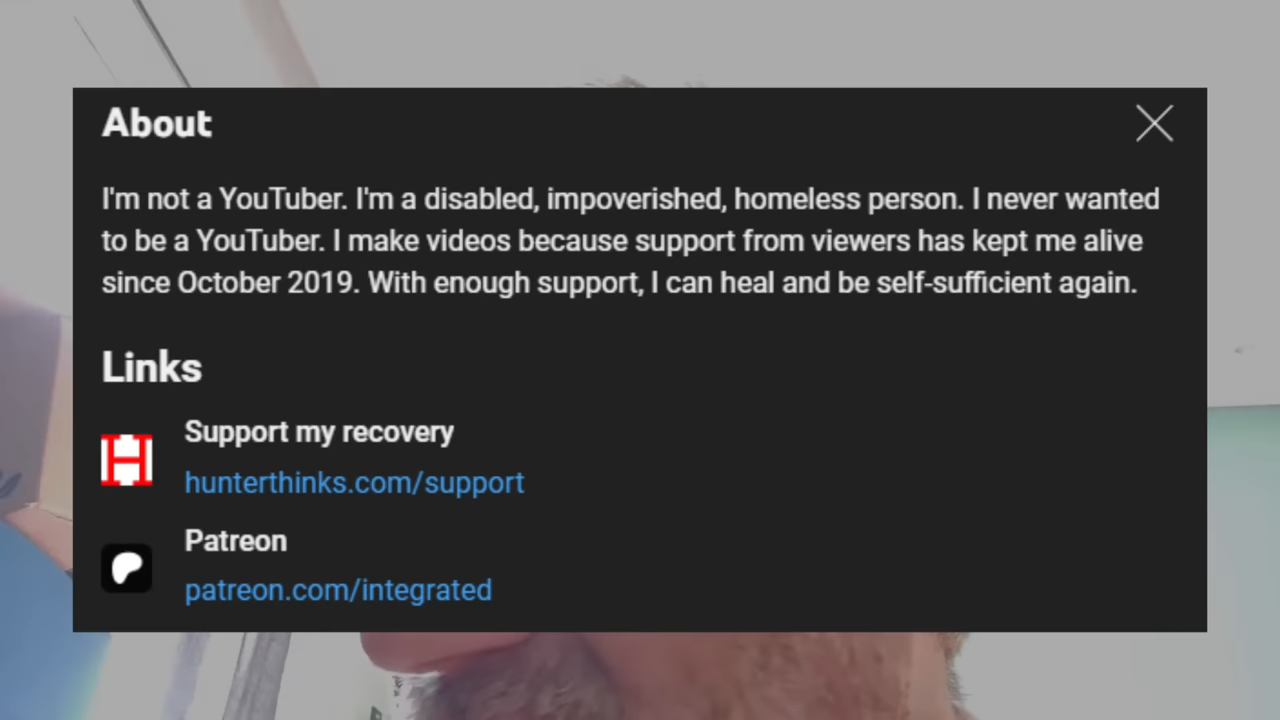 About
I'm not a YouTuber. I'm a disabled, impoverished, homeless person. I never wanted
to be a YouTuber. I make videos because support from viewers has kept me alive
since October 2019. With enough support, I can heal and be self-sufficient again.
Links
H
Support my recovery
hunterthinks.com/support
Patreon
patreon.com/integrated